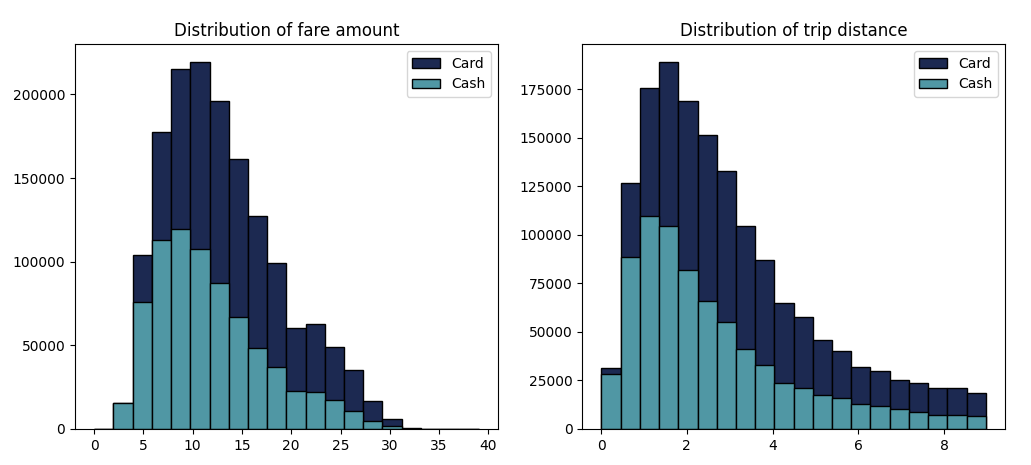 Distribution of fare amount
Card
Cash
200000
150000
100000
50000
0
0 5 10 15 20 25 30 35 40
Distribution of trip distance
Card
Cash
175000
150000
125000
100000
75000
50000
25000
0
0 2 4 6 8